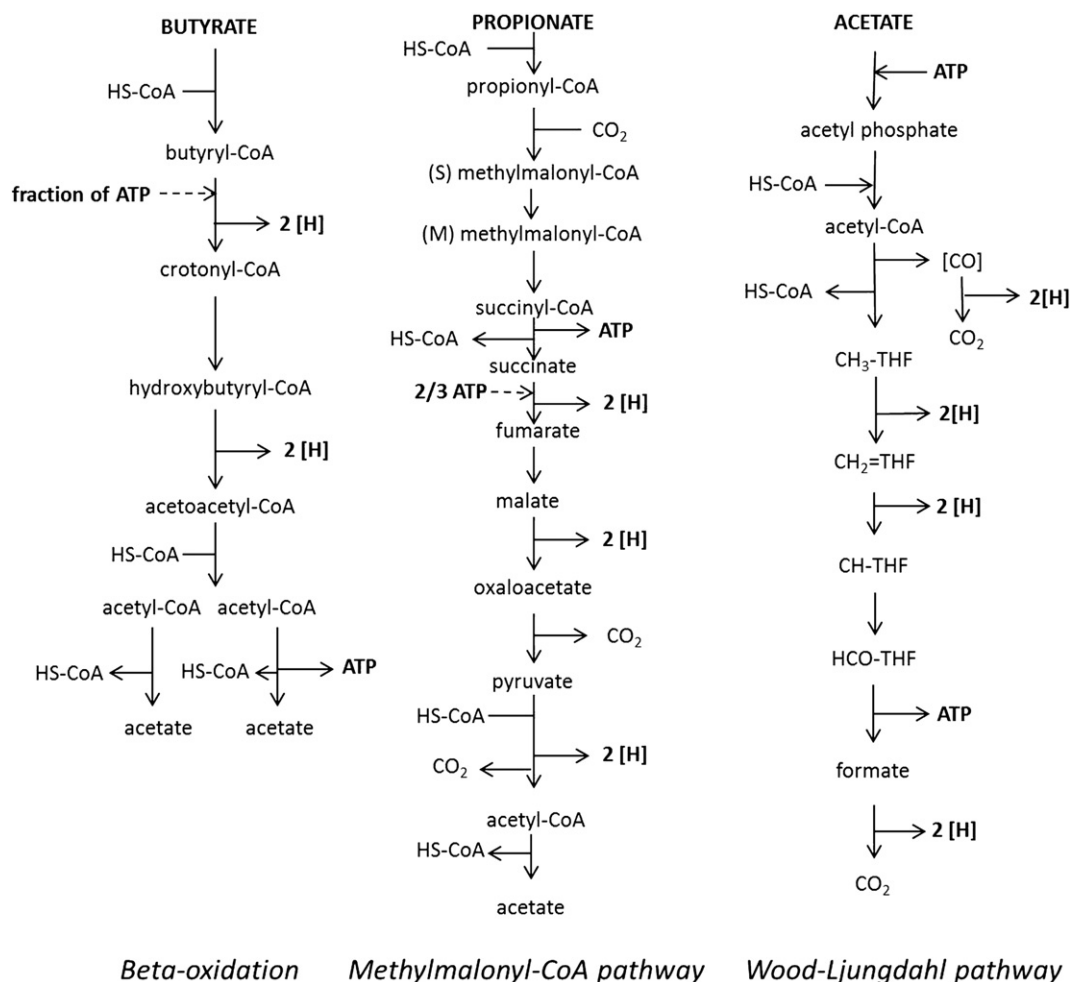 BUTYRATE
HS-CoA
butyryl-CoA
fraction of ATP
2 [H]
crotonyl-CoA
hydroxybutyryl-CoA
2 [H]
acetoacetyl-CoA
HS-CoA
acetyl-CoA acetyl-CoA
HS-CoA HS-CoA ATP
acetate acetate
Beta-oxidation
PROPIONATE
HS-CoA
propionyl-CoA
CO₂
(S) methylmalonyl-CoA
(M) methylmalonyl-CoA
succinyl-CoA
HS-CoA ATP
succinate
2/3 ATP
2 [H]
fumarate
malate
2 [H]
oxaloacetate
CO₂
pyruvate
HS-CoA
2 [H]
CO₂
acetyl-CoA
HS-CoA
acetate
Methylmalonyl-CoA pathway
ACETATE
ATP
acetyl phosphate
HS-CoA
acetyl-CoA
[CO]
HS-CoA 2[H]
CO₂
CH₃-THF
2[H]
CH₂=THF
2 [H]
CH-THF
HCO-THF
ATP
formate
2 [H]
CO₂
Wood-Ljungdahl pathway